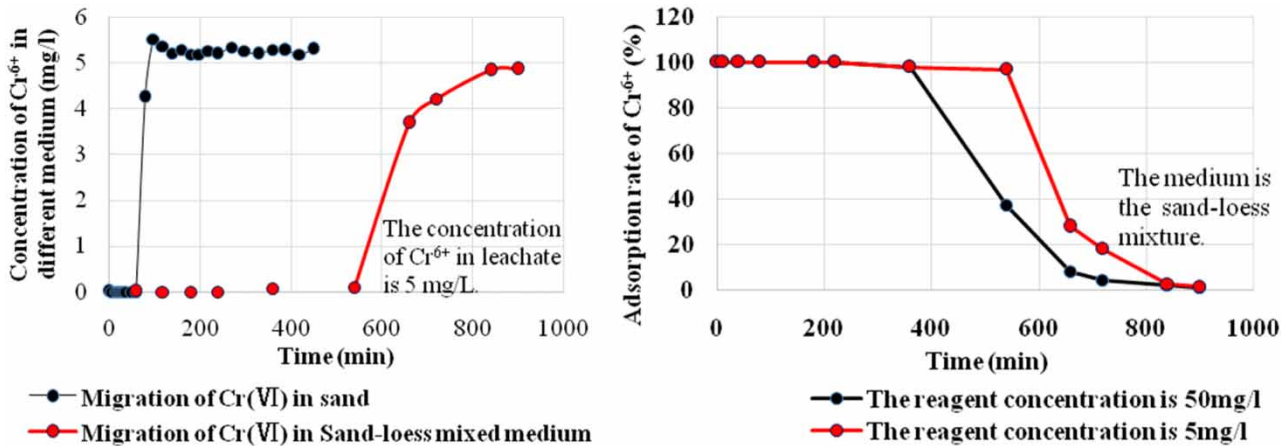 Concentration of Cr⁶⁺ in
different medium (mg/l)
6
5
4
3
2
1
0
0
200
400
600
800
1000
Time (min)
The concentration
of Cr⁶⁺ in leachate
is 5 mg/L.
Migration of Cr(Ⅵ) in sand
Migration of Cr(Ⅵ) in Sand-loess mixed medium
Adsorption rate of Cr⁶⁺ (%)
120
100
80
60
40
20
0
0
200
400
600
800
1000
Time (min)
The medium is
the sand-loess
mixture.
The reagent concentration is 50mg/l
The reagent concentration is 5mg/l